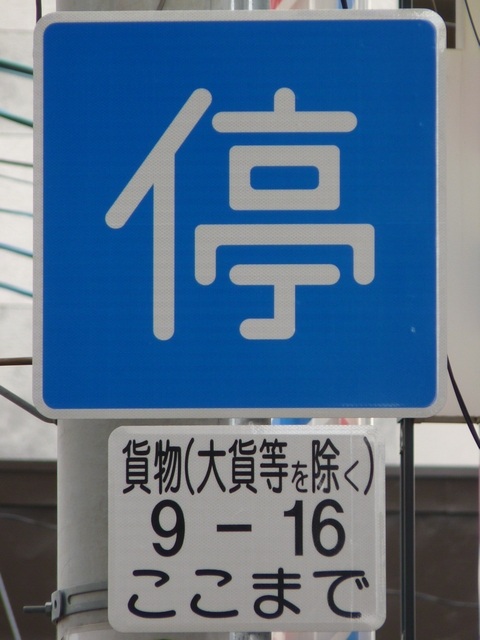 停
貨物(大貨等を除く)
9 - 16
ここまで